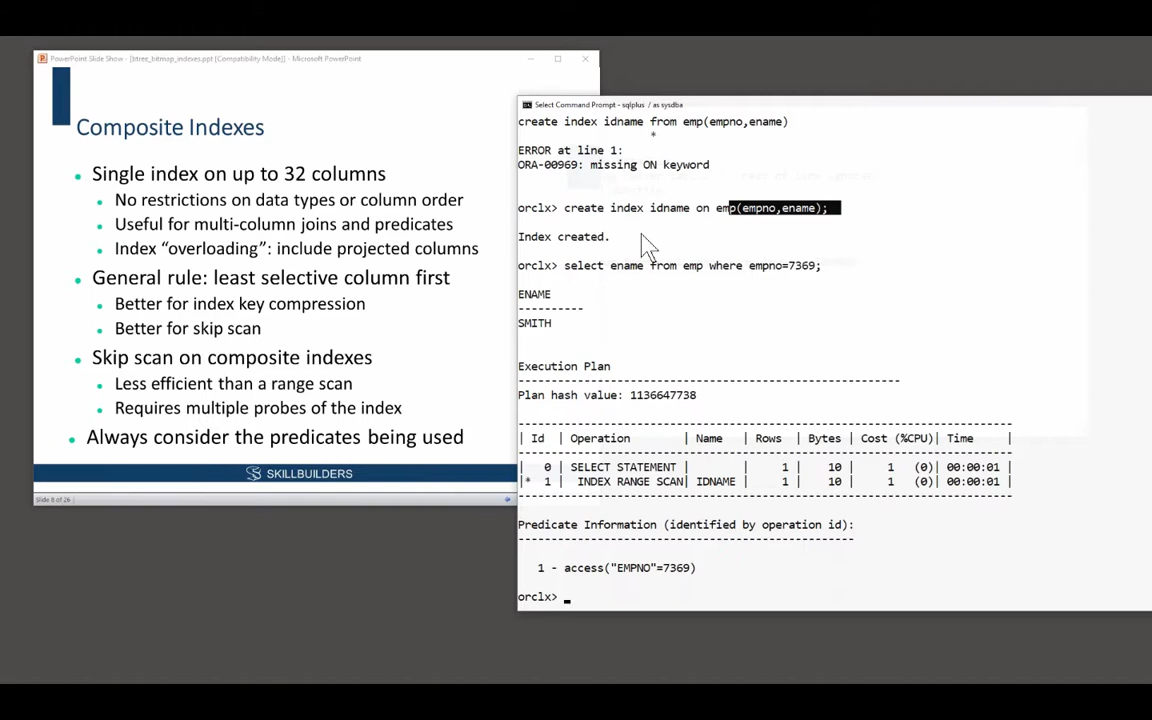 PowerPoint Slide Show - [btree_bitmap_indexes.ppt [Compatibility Mode]] - Microsoft PowerPoint
Composite Indexes
Single index on up to 32 columns
No restrictions on data types or column order
Useful for multi-column joins and predicates
Index “overloading”: include projected columns
General rule: least selective column first
Better for index key compression
Better for skip scan
Skip scan on composite indexes
Less efficient than a range scan
Requires multiple probes of the index
Always consider the predicates being used
SKILLBUILDERS
Slide 8 of 26
Select Command Prompt - sqlplus / as sysdba
create index idname from emp(empno,ename)
*
ERROR at line 1:
ORA-00969: missing ON keyword
orclx> create index idname on emp(empno,ename);
Index created.
orclx> select ename from emp where empno=7369;
ENAME
----------
SMITH
Execution Plan
----------------------------------------------------------
Plan hash value: 1136647738
---------------------------------------------------------------------------
| Id | Operation | Name | Rows | Bytes | Cost (%CPU)| Time |
---------------------------------------------------------------------------
| 0 | SELECT STATEMENT | | 1 | 10 | 1 (0)| 00:00:01 |
|* 1 | INDEX RANGE SCAN| IDNAME | 1 | 10 | 1 (0)| 00:00:01 |
---------------------------------------------------------------------------
Predicate Information (identified by operation id):
---------------------------------------------------
1 - access("EMPNO"=7369)
orclx> _